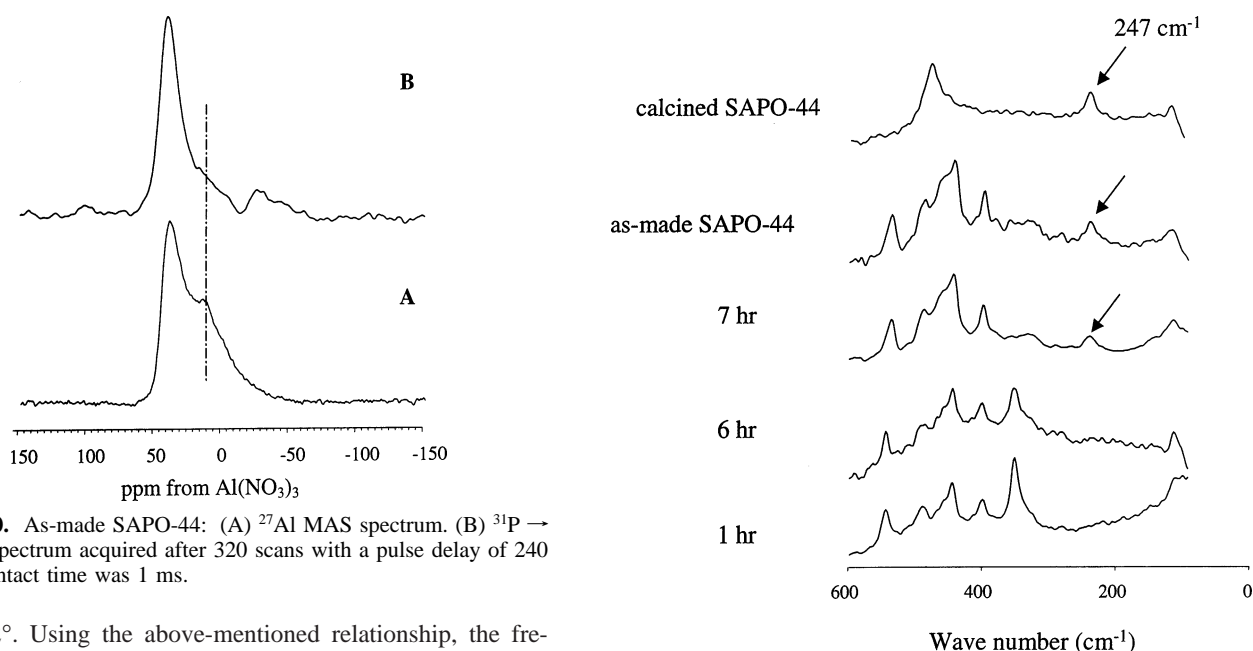 B
A
150 100 50 0 -50 -100 -150
ppm from Al(NO₃)₃
As-made SAPO-44: (A) ²⁷Al MAS spectrum. (B) ³¹P →
spectrum acquired after 320 scans with a pulse delay of 240
time was 1 ms.
Using the above-mentioned relationship, the fre-
247 cm⁻¹
calcined SAPO-44
as-made SAPO-44
7 hr
6 hr
1 hr
600 400 200 0
Wave number (cm⁻¹)